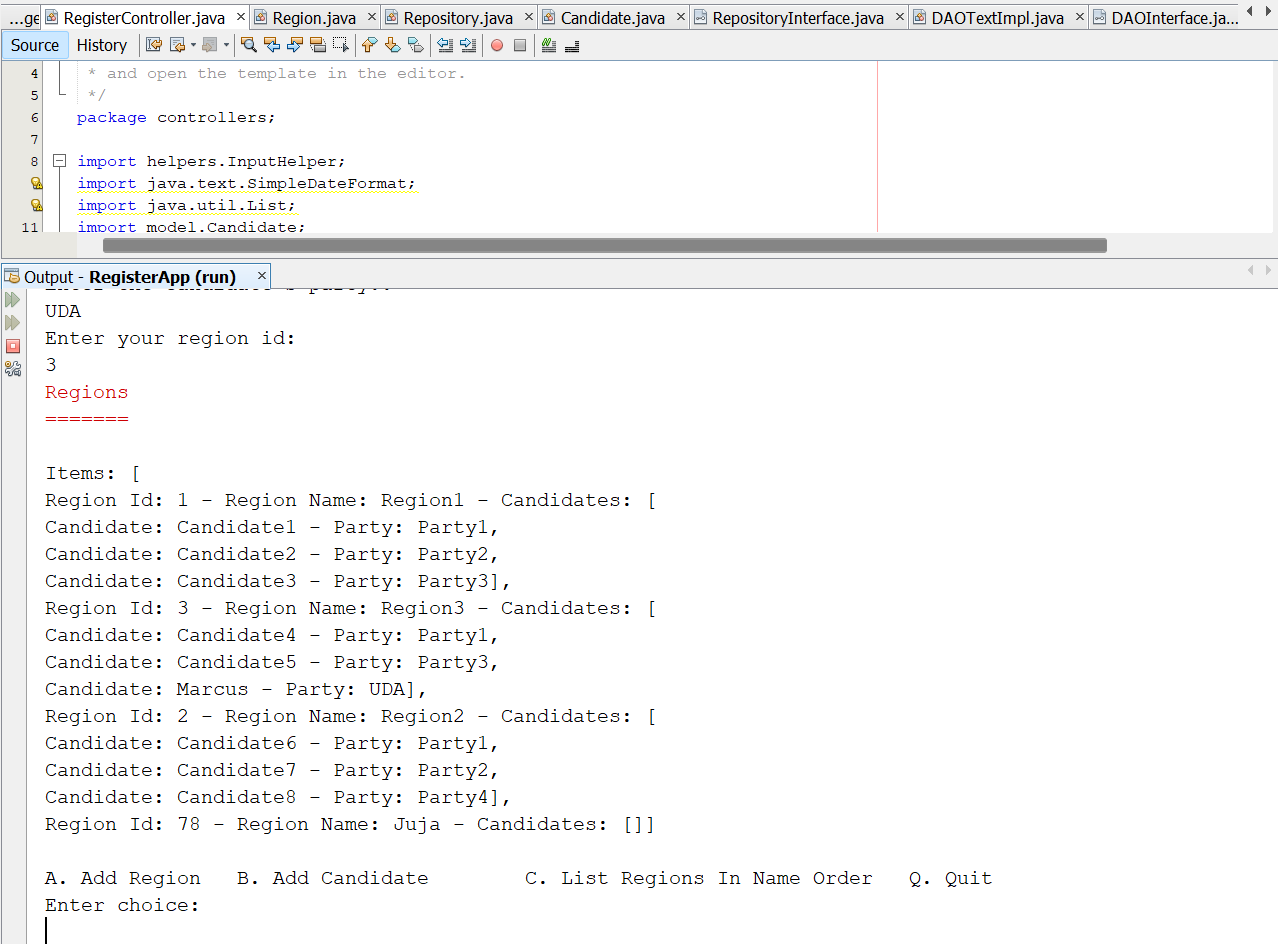 ...ge RegisterController.java × Region.java × Repository.java × Candidate.java × RepositoryInterface.java × DAOTextImpl.java × DAOInterface.ja...
Source History
4 * and open the template in the editor.
5 */
6 package controllers;
7
8 import helpers.InputHelper;
import java.text.SimpleDateFormat;
import java.util.List;
11 import model.Candidate;
Output - RegisterApp (run) ×
UDA
Enter your region id:
3
Regions
=======
Items: [
Region Id: 1 - Region Name: Region1 - Candidates: [
Candidate: Candidate1 - Party: Party1,
Candidate: Candidate2 - Party: Party2,
Candidate: Candidate3 - Party: Party3],
Region Id: 3 - Region Name: Region3 - Candidates: [
Candidate: Candidate4 - Party: Party1,
Candidate: Candidate5 - Party: Party3,
Candidate: Marcus - Party: UDA],
Region Id: 2 - Region Name: Region2 - Candidates: [
Candidate: Candidate6 - Party: Party1,
Candidate: Candidate7 - Party: Party2,
Candidate: Candidate8 - Party: Party4],
Region Id: 78 - Region Name: Juja - Candidates: []]
A. Add Region B. Add Candidate C. List Regions In Name Order Q. Quit
Enter choice: